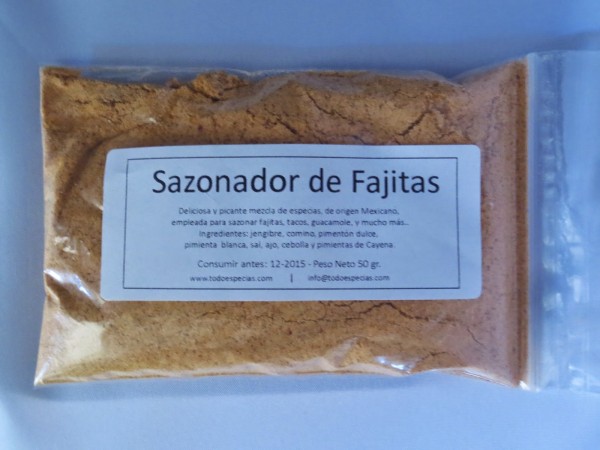 Sazonador de Fajitas
Deliciosa y picante mezcla de especias, de origen Mexicano,
empleada para sazonar fajitas, tacos, guacamole, y mucho más..
Ingredientes: jengibre, comino, pimentón dulce,
pimienta blanca, sal, ajo, cebolla y pimientas de Cayena.
Consumir antes: 12-2015 - Peso Neto 50 gr.
www.todoespecias.com | info@todoespecias.com